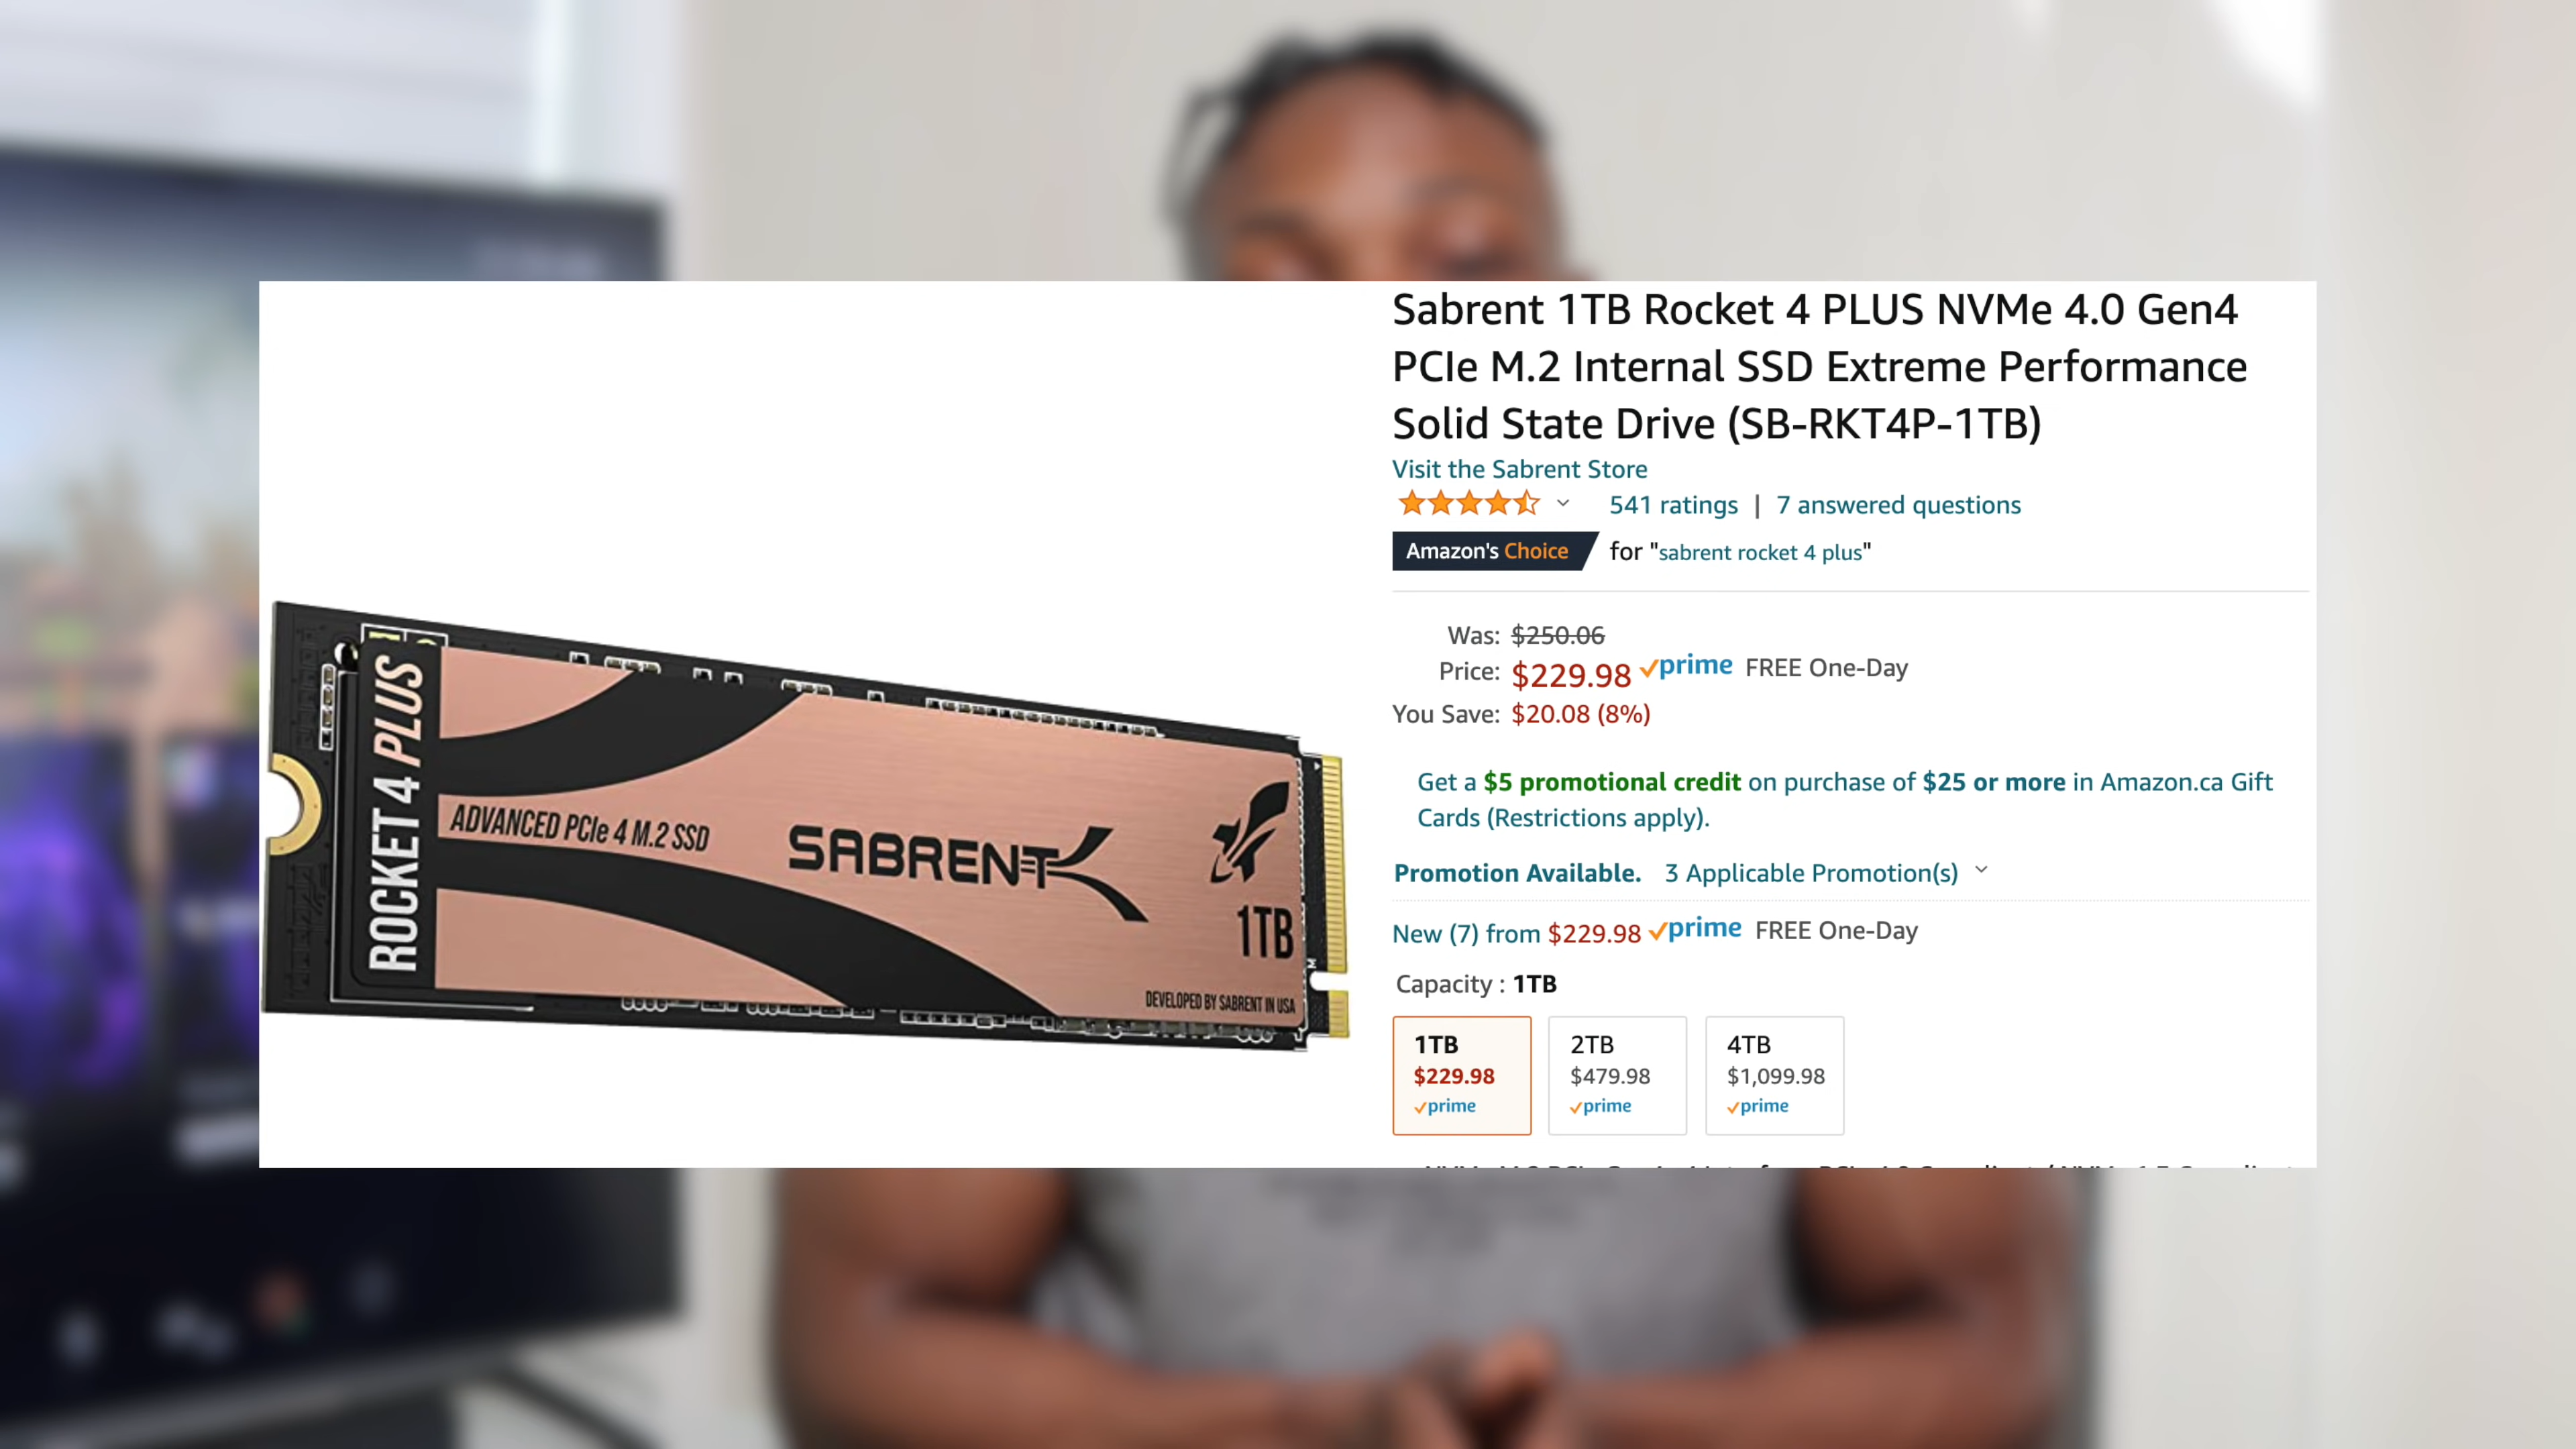 Sabrent 1TB Rocket 4 PLUS NVMe 4.0 Gen4
PCIe M.2 Internal SSD Extreme Performance
Solid State Drive (SB-RKT4P-1TB)
Visit the Sabrent Store
541 ratings | 7 answered questions
Amazon's Choice for "sabrent rocket 4 plus"
Was: $250.06
Price: $229.98 prime FREE One-Day
You Save: $20.08 (8%)
Get a $5 promotional credit on purchase of $25 or more in Amazon.ca Gift
Cards (Restrictions apply).
Promotion Available. 3 Applicable Promotion(s)
New (7) from $229.98 prime FREE One-Day
Capacity : 1TB
1TB 2TB 4TB
$229.98 $479.98 $1,099.98
prime prime prime
ROCKET 4 PLUS
ADVANCED PCIe 4 M.2 SSD
SABRENT
1TB
DEVELOPED BY SABRENT IN USA